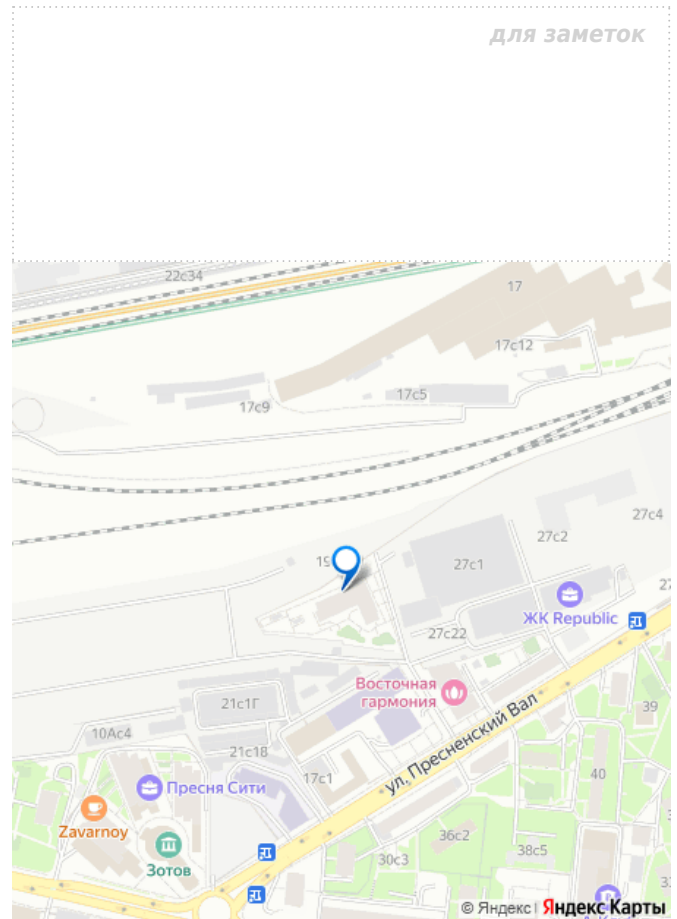 для заметок
22с34
17
17с12
17с5
17с9
27с4
27с2
27с1
ЖК Republic
27с22
Восточная
гармония
39
21с1Г
10Ас4
21с18
ул. Пресненский Вал
17с1
40
Пресня Сити
Zavarnoy
36с2
Зотов
38с5
30с3
© Яндекс
Яндекс Карты